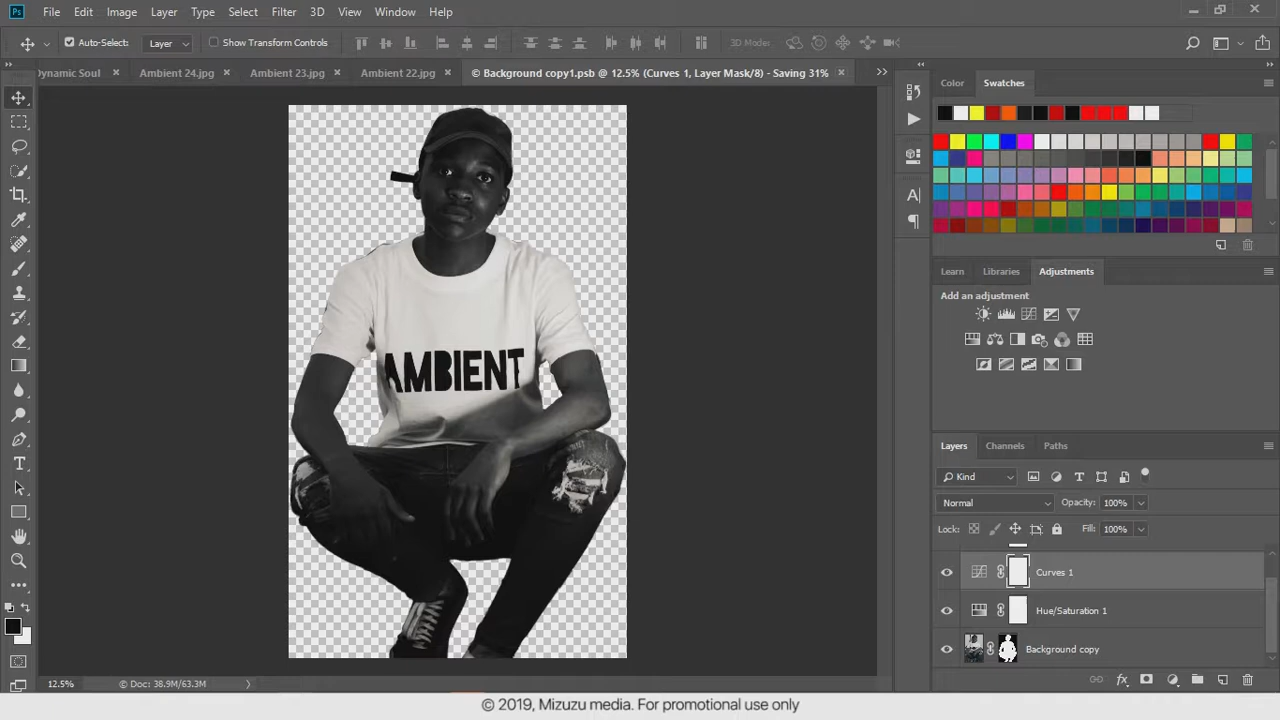 Ps File Edit Image Layer Type Select Filter 3D View Window Help
Auto-Select: Layer Show Transform Controls 3D Mode:
Dynamic Soul × Ambient 24.jpg × Ambient 23.jpg × Ambient 22.jpg × © Background copy1.psb @ 12.5% (Curves 1, Layer Mask/8) - Saving 31% ×
Color Swatches
Learn Libraries Adjustments
Add an adjustment
AMBIENT
Layers Channels Paths
Kind
Normal Opacity: 100%
Lock: Fill: 100%
Curves 1
Hue/Saturation 1
Background copy
12.5% © Doc: 38.9M/63.3M
© 2019, Mizuzu media. For promotional use only